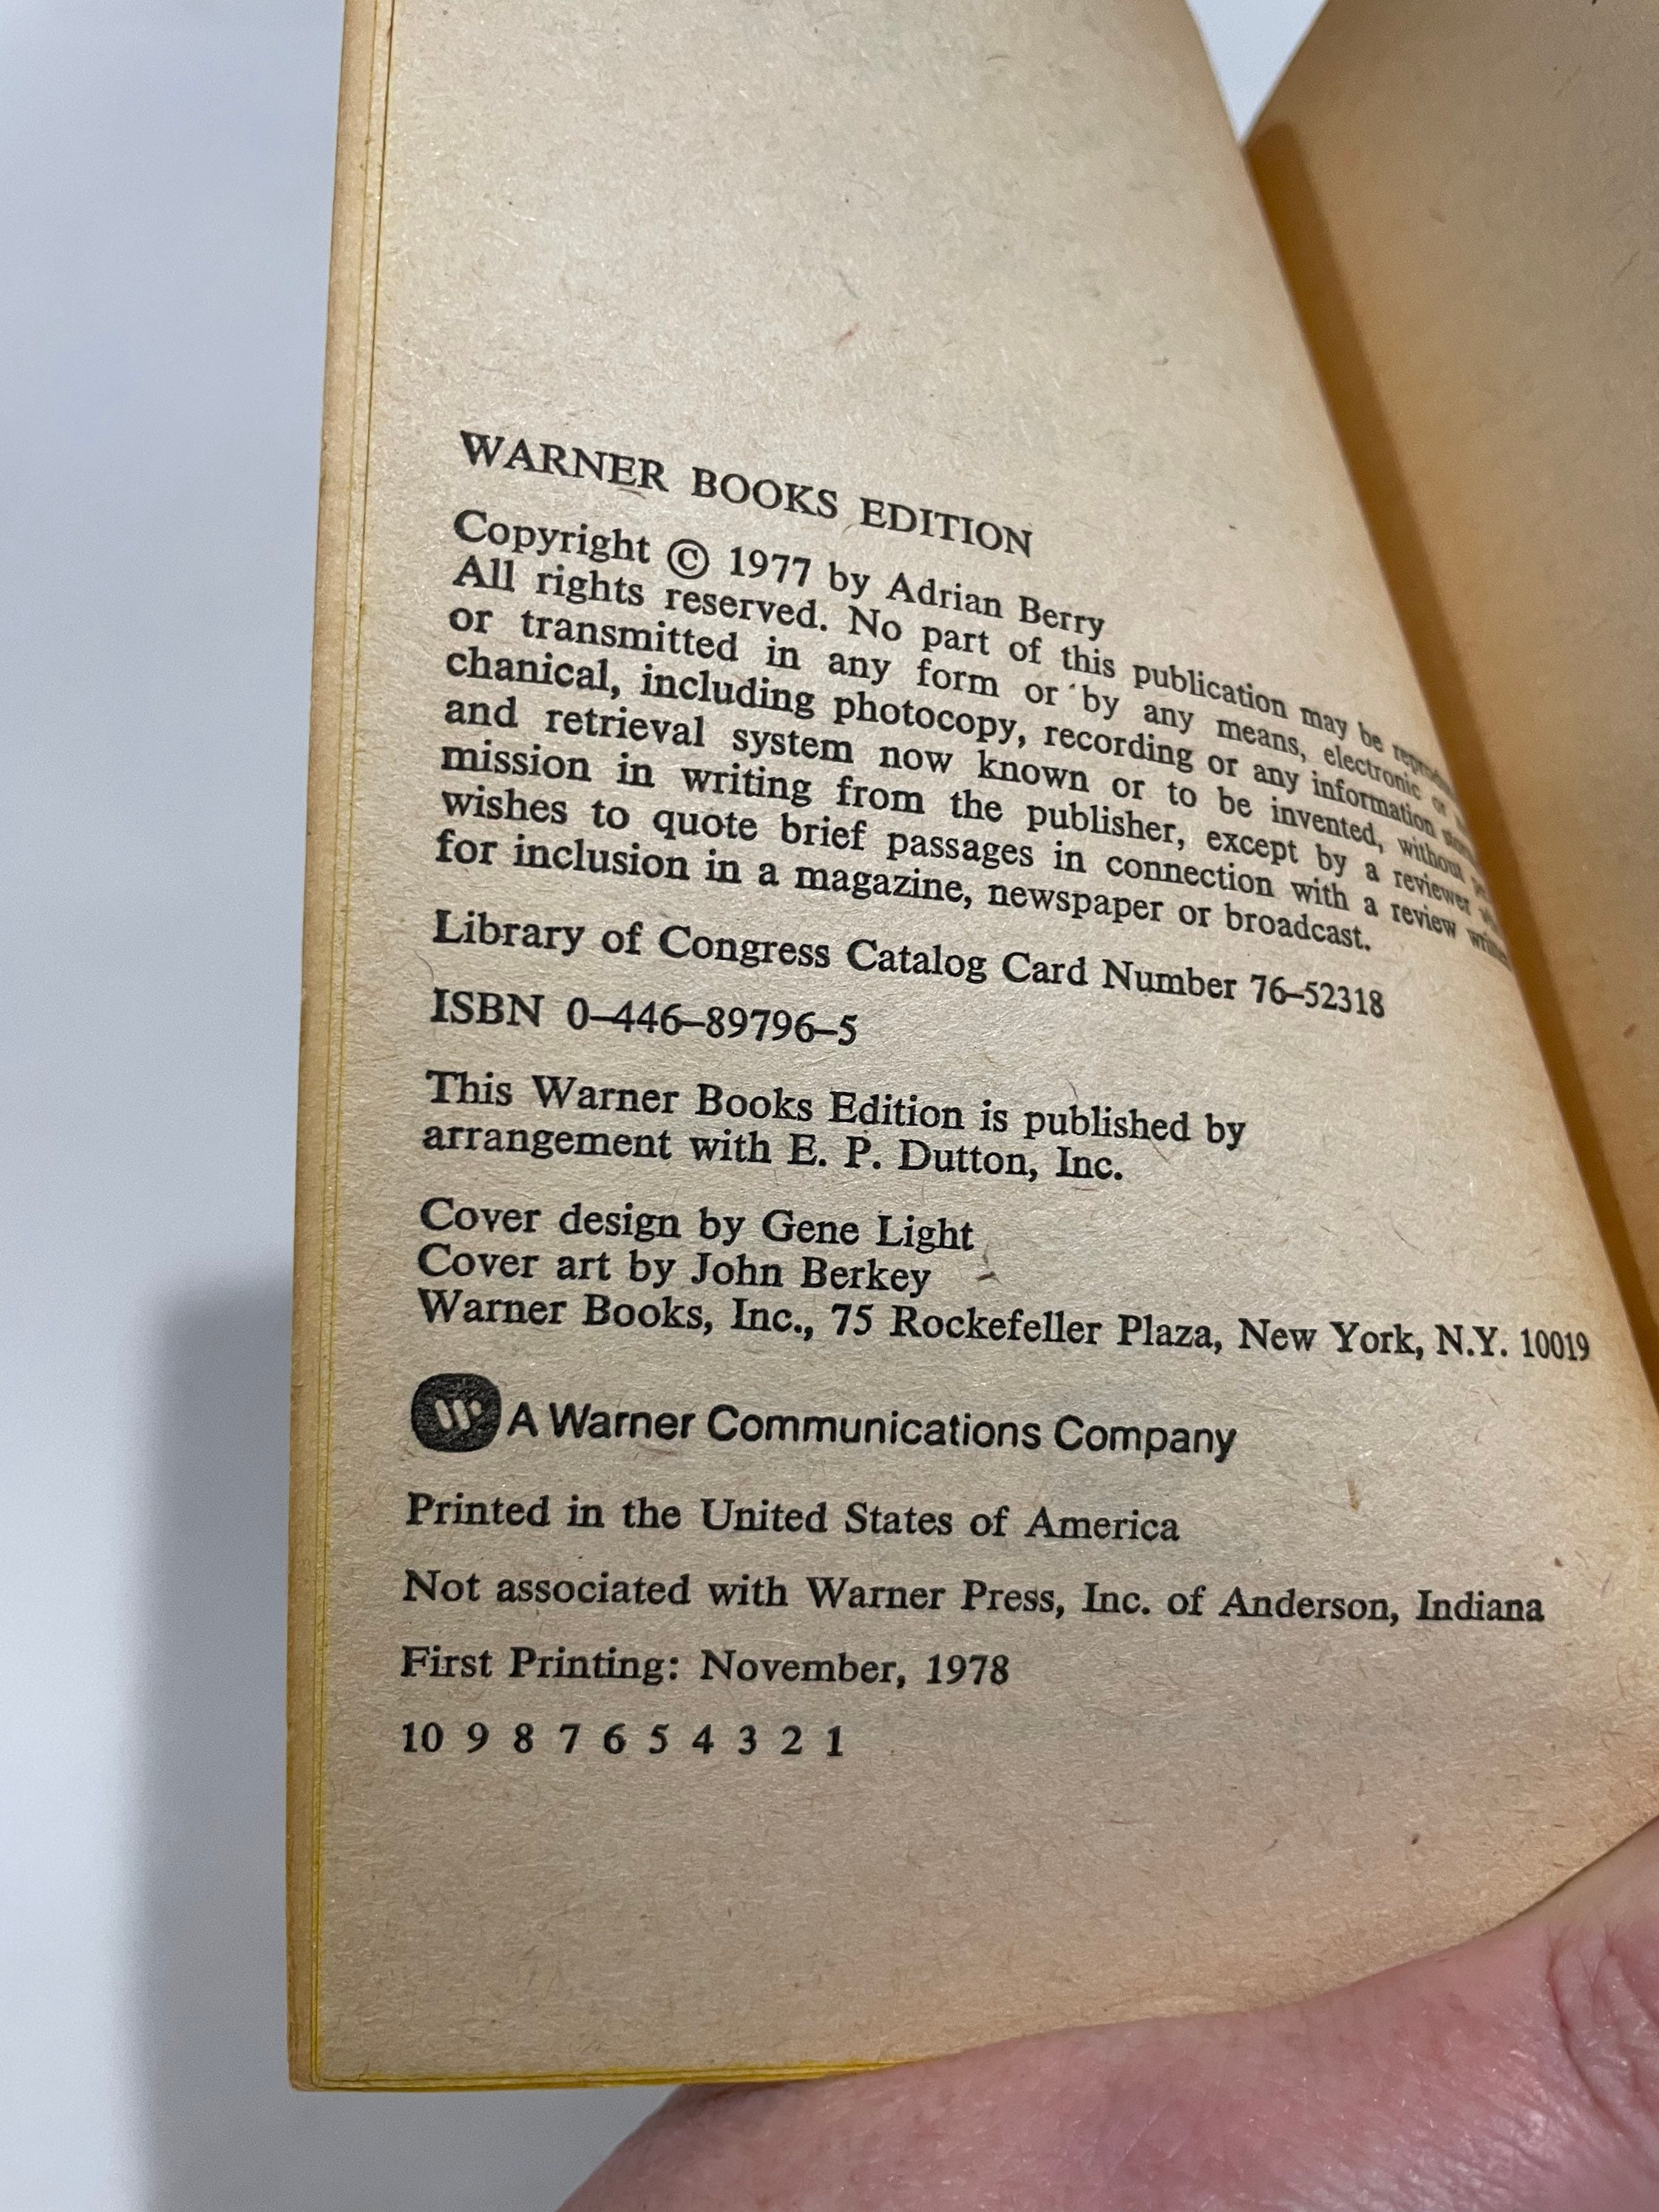 WARNER BOOKS EDITION
Copyright © 1977 by Adrian Berry
All rights reserved. No part of this publication may be
or transmitted in any form or by any means, electronic or
chanical, including photocopy, recording or any information
and retrieval system now known or to be invented, without
mission in writing from the publisher, except by a reviewer
wishes to quote brief passages in connection with a review
for inclusion in a magazine, newspaper or broadcast.
Library of Congress Catalog Card Number 76–52318
ISBN 0–446–89796–5
This Warner Books Edition is published by
arrangement with E. P. Dutton, Inc.
Cover design by Gene Light
Cover art by John Berkey
Warner Books, Inc., 75 Rockefeller Plaza, New York, N.Y. 10019
A Warner Communications Company
Printed in the United States of America
Not associated with Warner Press, Inc. of Anderson, Indiana
First Printing: November, 1978
10 9 8 7 6 5 4 3 2 1